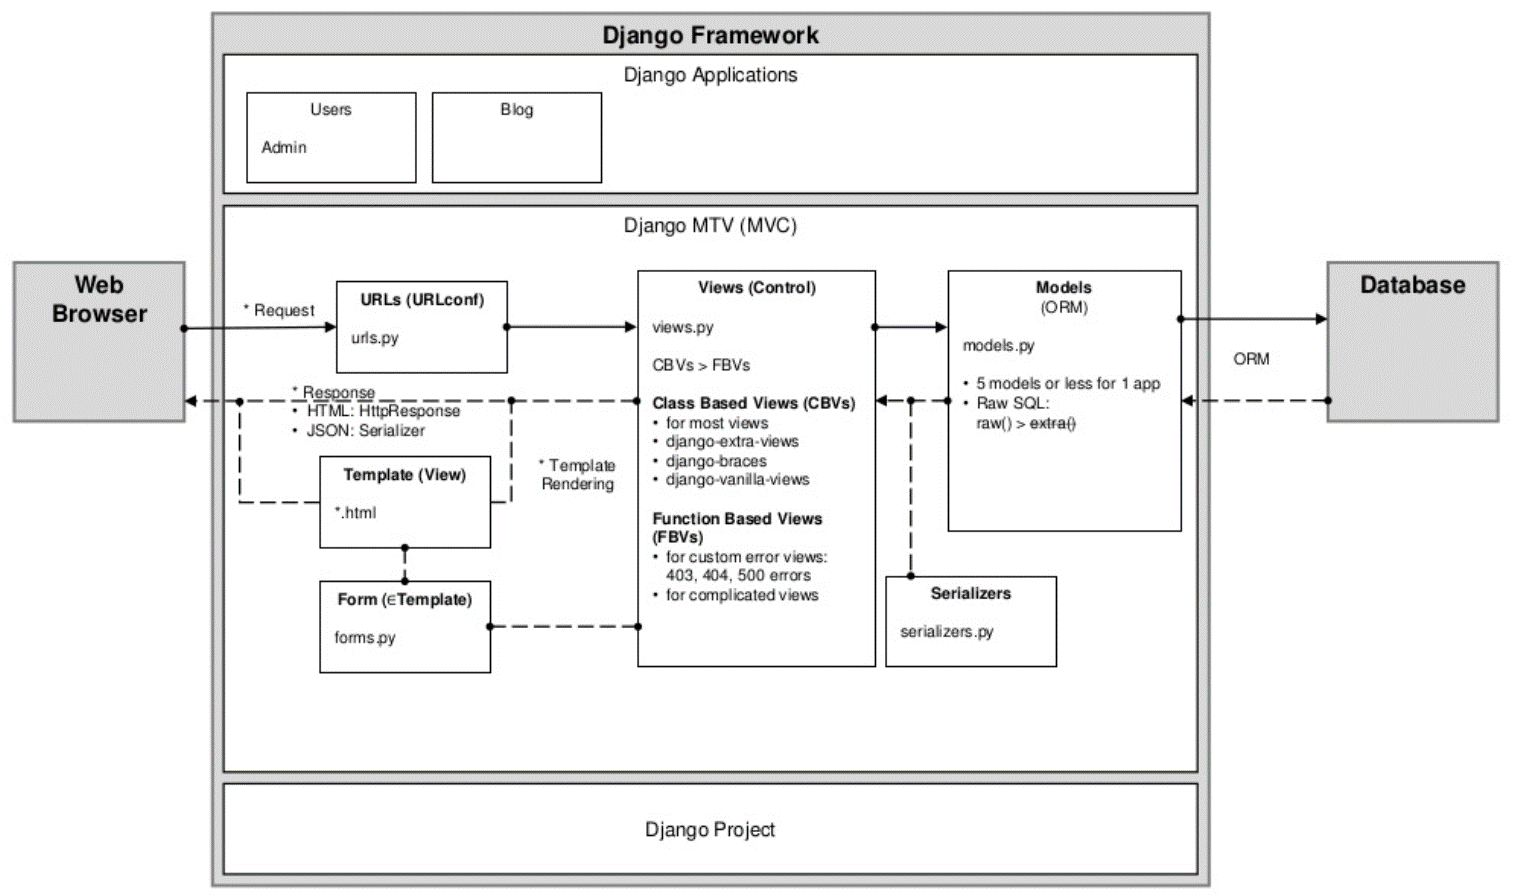 Django Framework
Django Applications
Users
Admin
Blog
Django MTV (MVC)
Web
Browser
* Request
URLs (URLconf)
urls.py
* Response
• HTML: HttpResponse
• JSON: Serializer
Template (View)
*.html
* Template
Rendering
Form (∈Template)
forms.py
Views (Control)
views.py
CBVs > FBVs
Class Based Views (CBVs)
• for most views
• django-extra-views
• django-braces
• django-vanilla-views
Function Based Views
(FBVs)
• for custom error views:
403, 404, 500 errors
• for complicated views
Models
(ORM)
models.py
• 5 models or less for 1 app
• Raw SQL:
raw() > extra()
Serializers
serializers.py
ORM
Database
Django Project